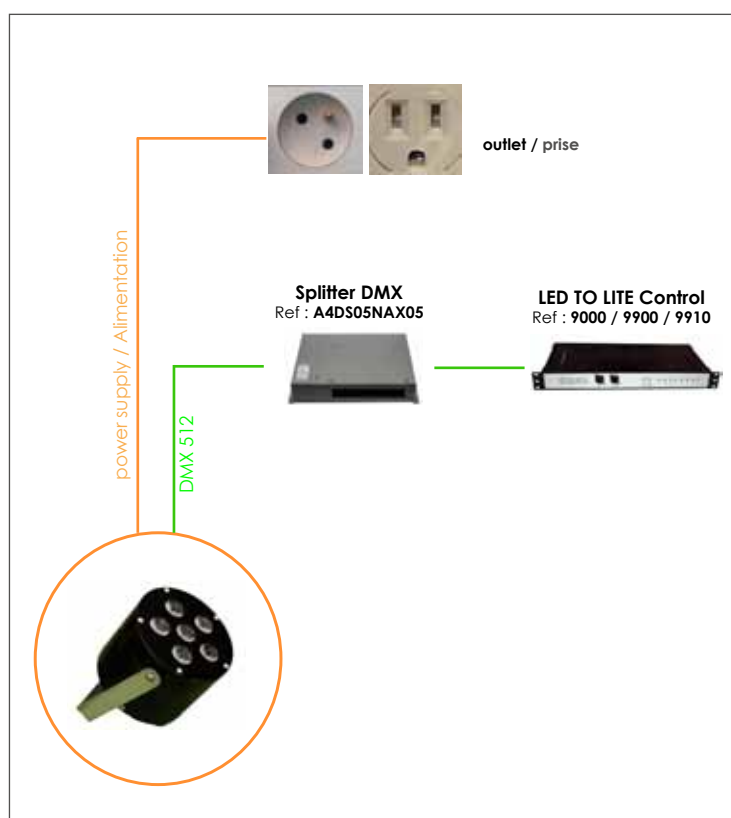 outlet / prise
power supply / Alimentation
Splitter DMX
Ref : A4DS05NAX05
LED TO LITE Control
Ref : 9000 / 9900 / 9910
DMX 512